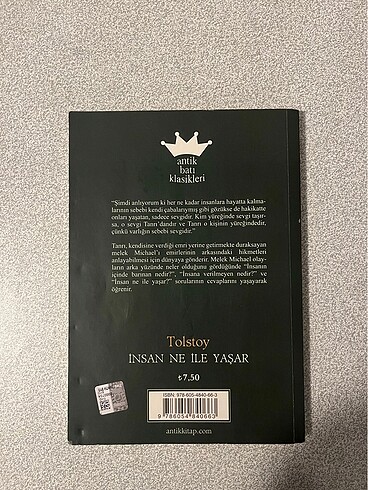 antik
batı
klasikleri
"Şimdi anlıyorum ki her ne kadar insanlara hayatta kalma-
larının sebebi kendi çabalarıymış gibi gözükse de hakikatte
onları yaşatan, sadece sevgidir. Kim yüreğinde sevgi taşır-
sa, o sevgi Tanrı'dandır ve Tanrı o kişinin yüreğindedir,
çünkü varlığın sebebi sevgidir."
Tanrı, kendisine verdiği emri yerine getirmekte duraksayan
melek Michael'ı emirlerinin arkasındaki hikmetleri
anlayabilmesi için dünyaya gönderir. Melek Michael olay-
ların arka yüzünde neler olduğunu gördüğünde "İnsanın
içinde barınan nedir?", "İnsana verilmeyen nedir?" ve
"İnsan ne ile yaşar?" sorularının cevaplarını yaşayarak
öğrenir.
Tolstoy
İNSAN NE İLE YAŞAR
₺7,50
ISBN: 978-605-4840-66-3
9 786054 840663
antikkitap.com